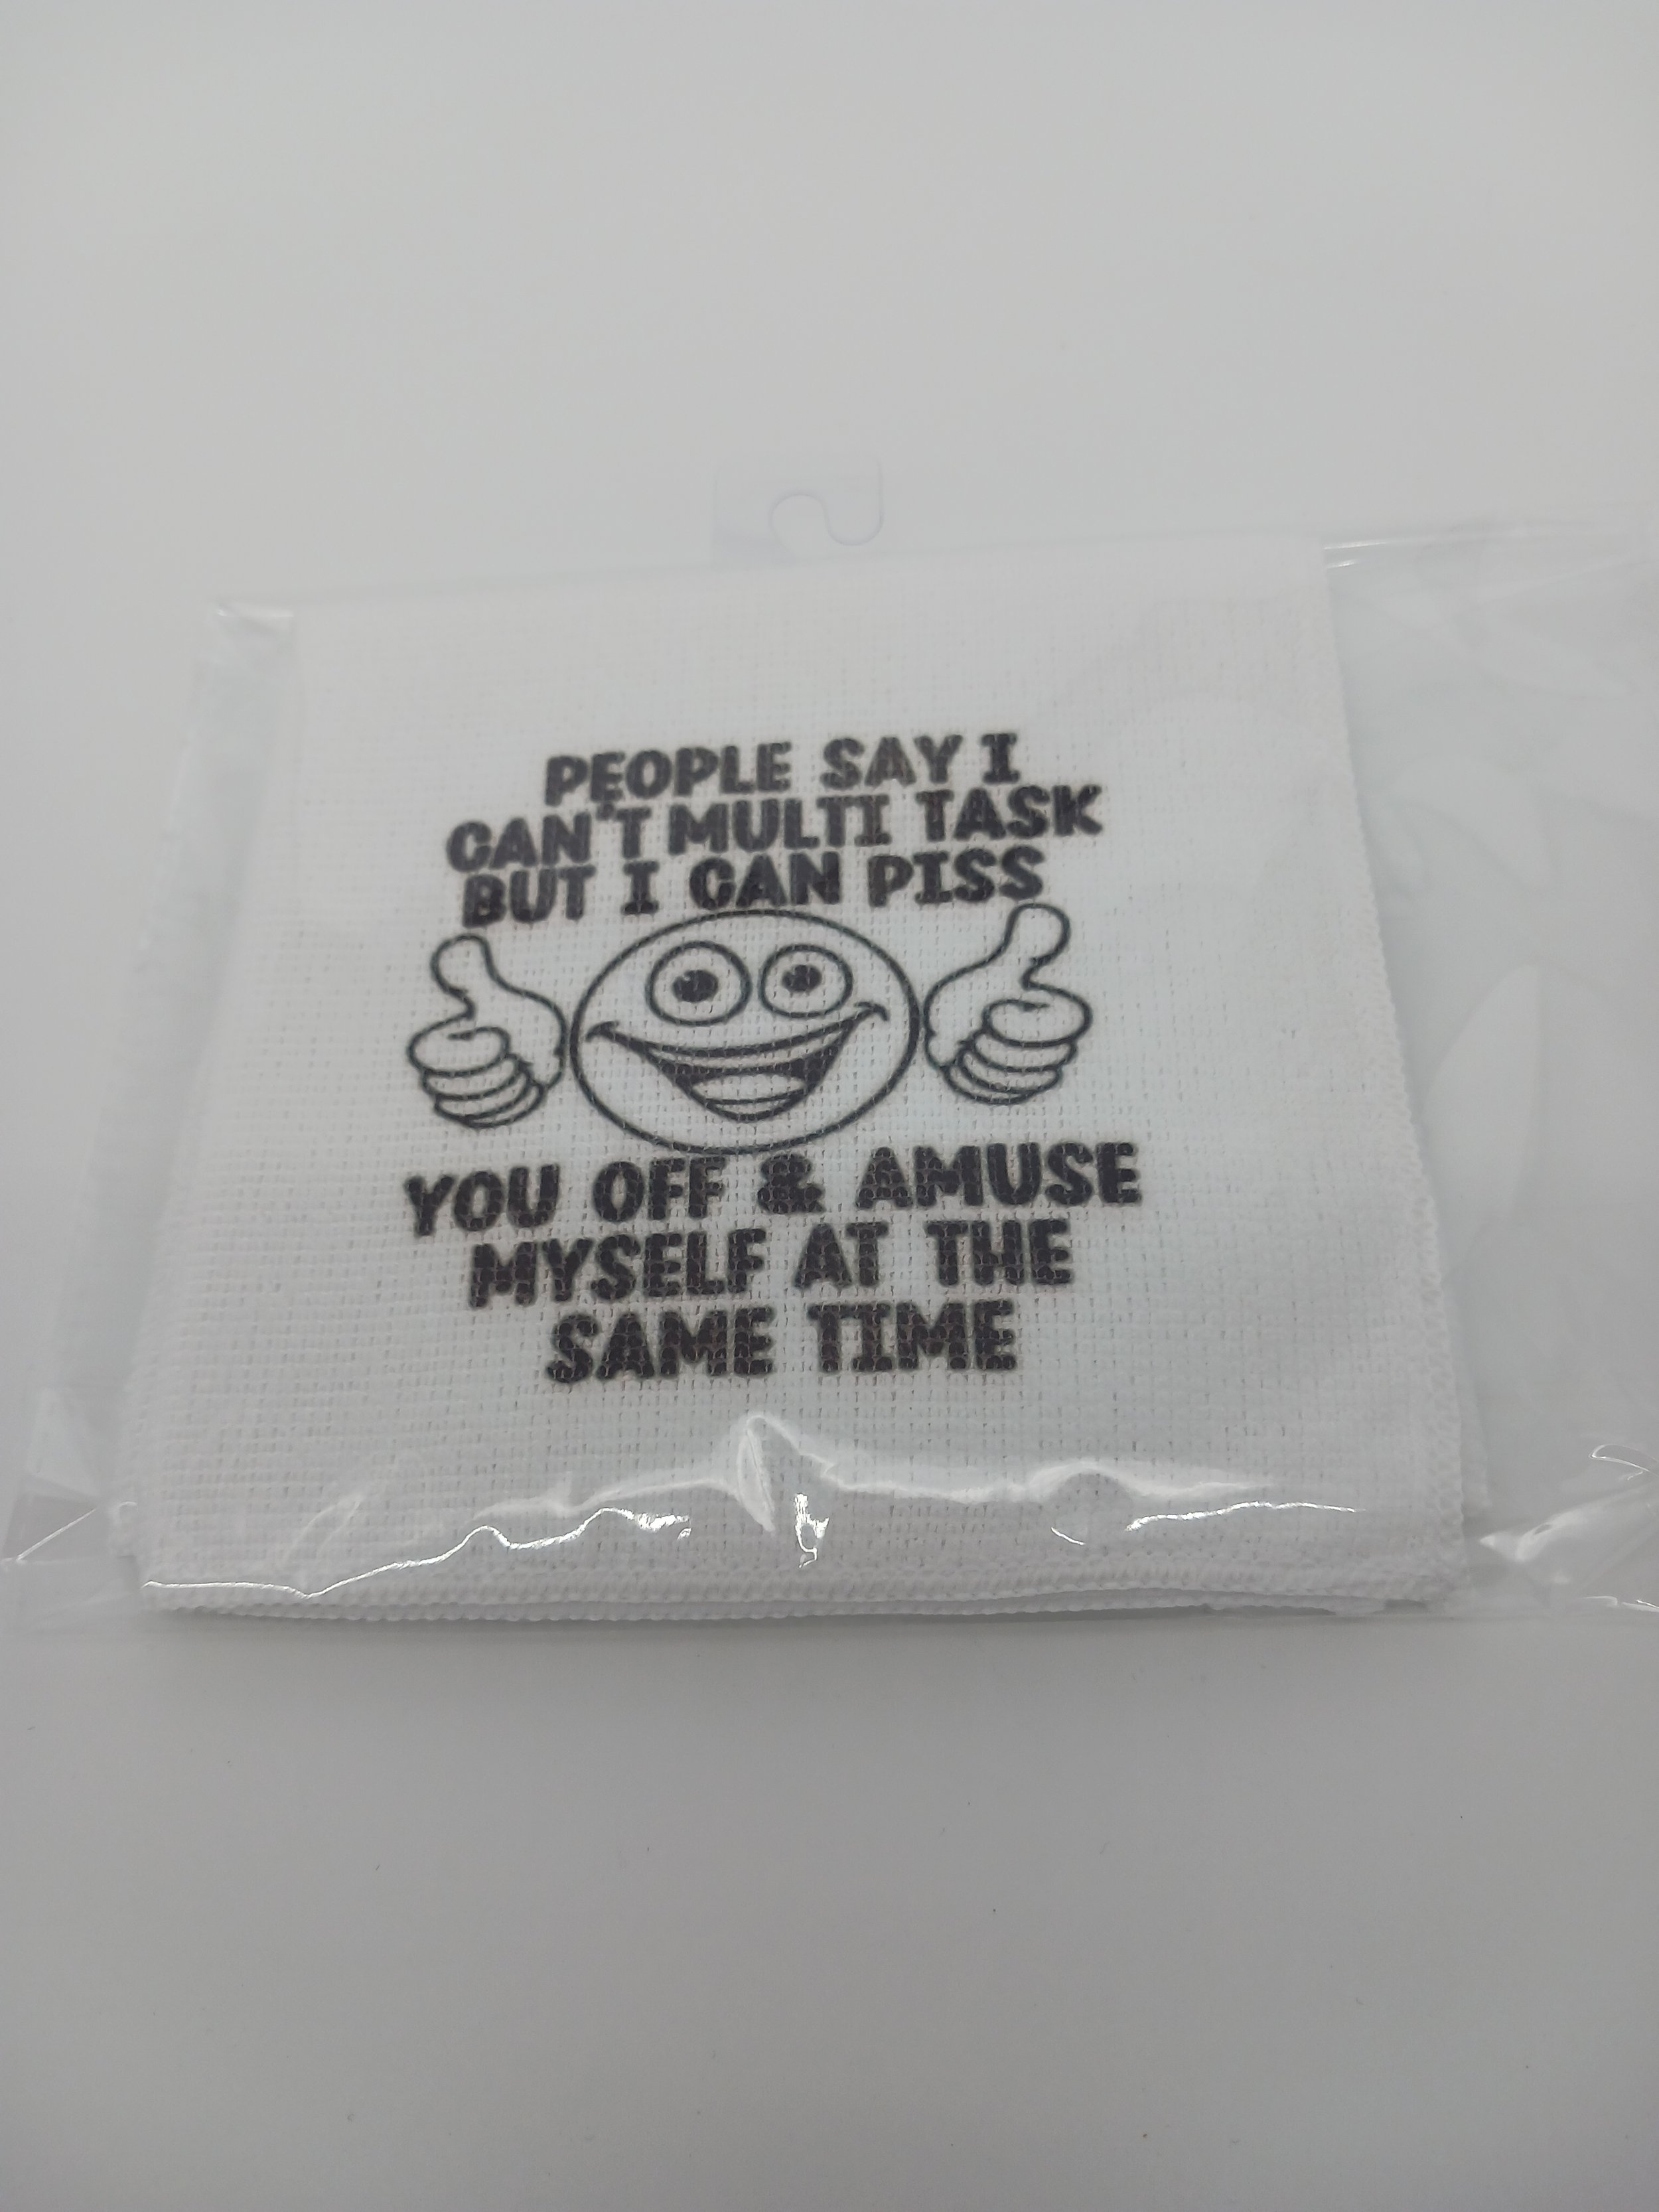 PEOPLE SAY I
CAN'T MULTI TASK
BUT I CAN PISS
YOU OFF & AMUSE
MYSELF AT THE
SAME TIME